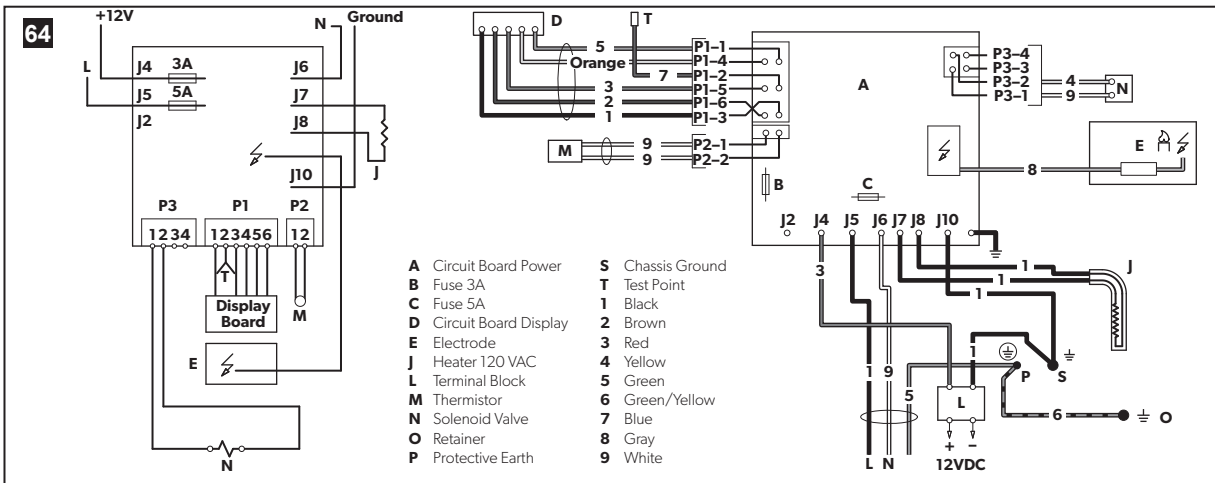 64
+12V
N
Ground
L
J4
3A
J6
J5
5A
J7
J2
J8
J
J10
P3
P1
P2
1234
123456
12
T
Display
Board
M
E
N
D
T
5
P1–1
Orange
P1–4
7
P1–2
3
P1–5
2
P1–6
1
P1–3
M
9
P2–1
9
P2–2
A
P3–4
P3–3
P3–2
4
P3–1
9
N
E
8
B
C
J2
J4
J5
J6
J7
J8
J10
3
1
J
1
1
1
1
9
5
P
S
L
6
O
+
–
L
N
12VDC
A Circuit Board Power
B Fuse 3A
C Fuse 5A
D Circuit Board Display
E Electrode
J Heater 120 VAC
L Terminal Block
M Thermistor
N Solenoid Valve
O Retainer
P Protective Earth
S Chassis Ground
T Test Point
1 Black
2 Brown
3 Red
4 Yellow
5 Green
6 Green/Yellow
7 Blue
8 Gray
9 White